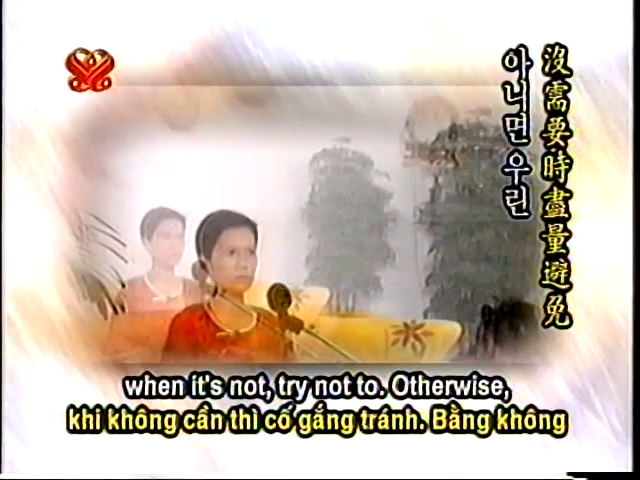 沒需要時盡量避免
아니면 우린
when it's not, try not to. Otherwise,
khi không cần thì cố gắng tránh. Bằng không